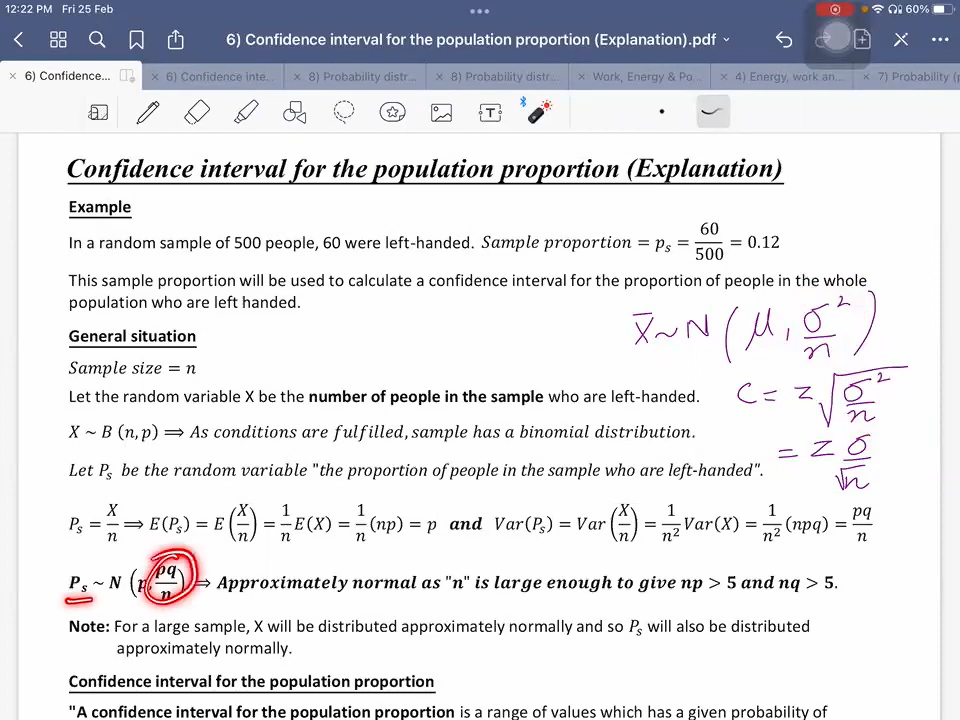 12:22 PM Fri 25 Feb
60%
6) Confidence interval for the population proportion (Explanation).pdf
6) Confidence...
6) Confidence inte...
8) Probability distr...
8) Probability distr...
Work, Energy & Po...
4) Energy, work an...
7) Probability (p
Confidence interval for the population proportion (Explanation)
Example
In a random sample of 500 people, 60 were left-handed. Sample proportion = pₛ = 60/500 = 0.12
This sample proportion will be used to calculate a confidence interval for the proportion of people in the whole
population who are left handed.
X̄ ~ N (μ, σ²/n)
General situation
Sample size = n
C = z√(σ²/n)
Let the random variable X be the number of people in the sample who are left-handed.
X ~ B (n, p) ⟹ As conditions are fulfilled, sample has a binomial distribution.
= z σ/√n
Let Pₛ be the random variable "the proportion of people in the sample who are left-handed".
Pₛ = X/n ⟹ E(Pₛ) = E(X/n) = 1/n E(X) = 1/n (np) = p and Var(Pₛ) = Var(X/n) = 1/n² Var(X) = 1/n² (npq) = pq/n
Pₛ ~ N (p, pq/n) ⟹ Approximately normal as "n" is large enough to give np > 5 and nq > 5.
Note: For a large sample, X will be distributed approximately normally and so Pₛ will also be distributed
approximately normally.
Confidence interval for the population proportion
"A confidence interval for the population proportion is a range of values which has a given probability of